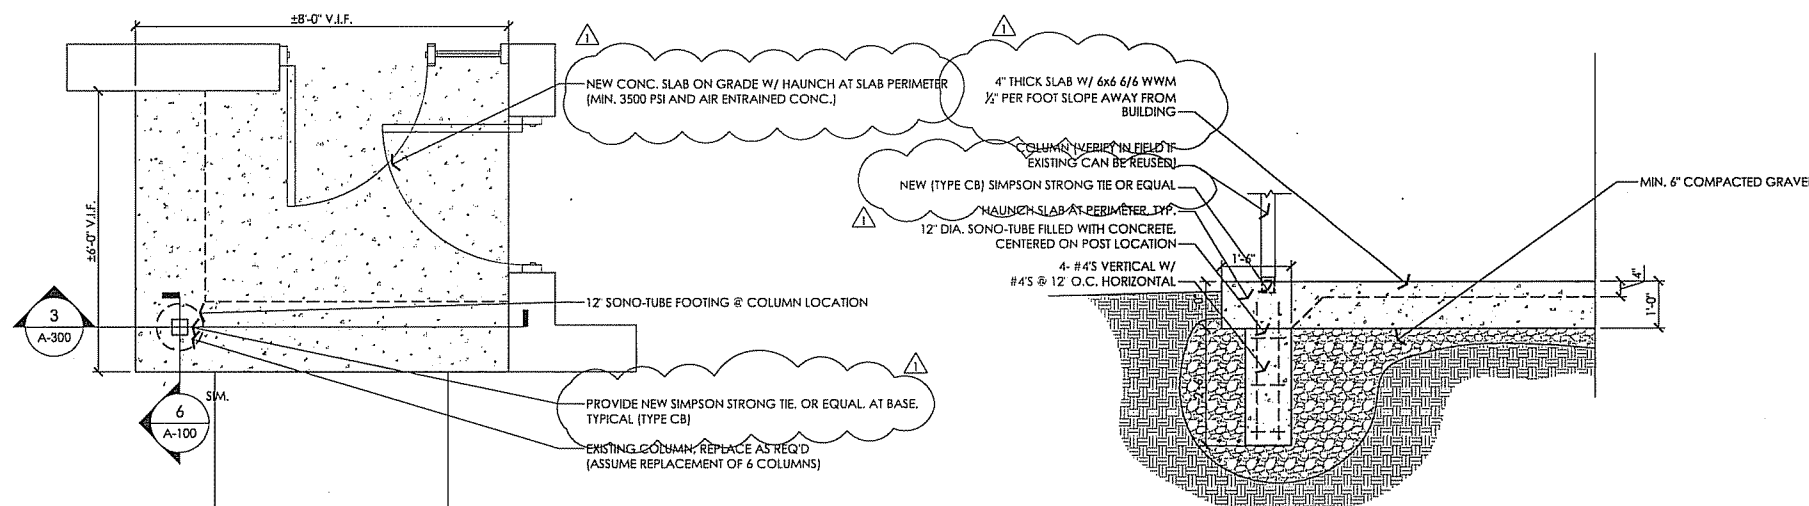 ±8'-0" V.I.F.
±6'-0" V.I.F.
1
NEW CONC. SLAB ON GRADE W/ HAUNCH AT SLAB PERIMETER
(MIN. 3500 PSI AND AIR ENTRAINED CONC.)
12" SONO-TUBE FOOTING @ COLUMN LOCATION
3
A-300
SIM.
6
A-100
1
PROVIDE NEW SIMPSON STRONG TIE, OR EQUAL, AT BASE,
TYPICAL (TYPE CB)
EXISTING COLUMN, REPLACE AS REQ'D
(ASSUME REPLACEMENT OF 6 COLUMNS)
1
4" THICK SLAB W/ 6x6 6/6 WWM
½" PER FOOT SLOPE AWAY FROM
BUILDING
COLUMN (VERIFY IN FIELD IF
EXISTING CAN BE REUSED)
NEW (TYPE CB) SIMPSON STRONG TIE OR EQUAL
1
HAUNCH SLAB AT PERIMETER, TYP.
12" DIA. SONO-TUBE FILLED WITH CONCRETE,
CENTERED ON POST LOCATION
4- #4'S VERTICAL W/
#4'S @ 12" O.C. HORIZONTAL
1'-6"
MIN. 6" COMPACTED GRAVEL
4"
1'-0"